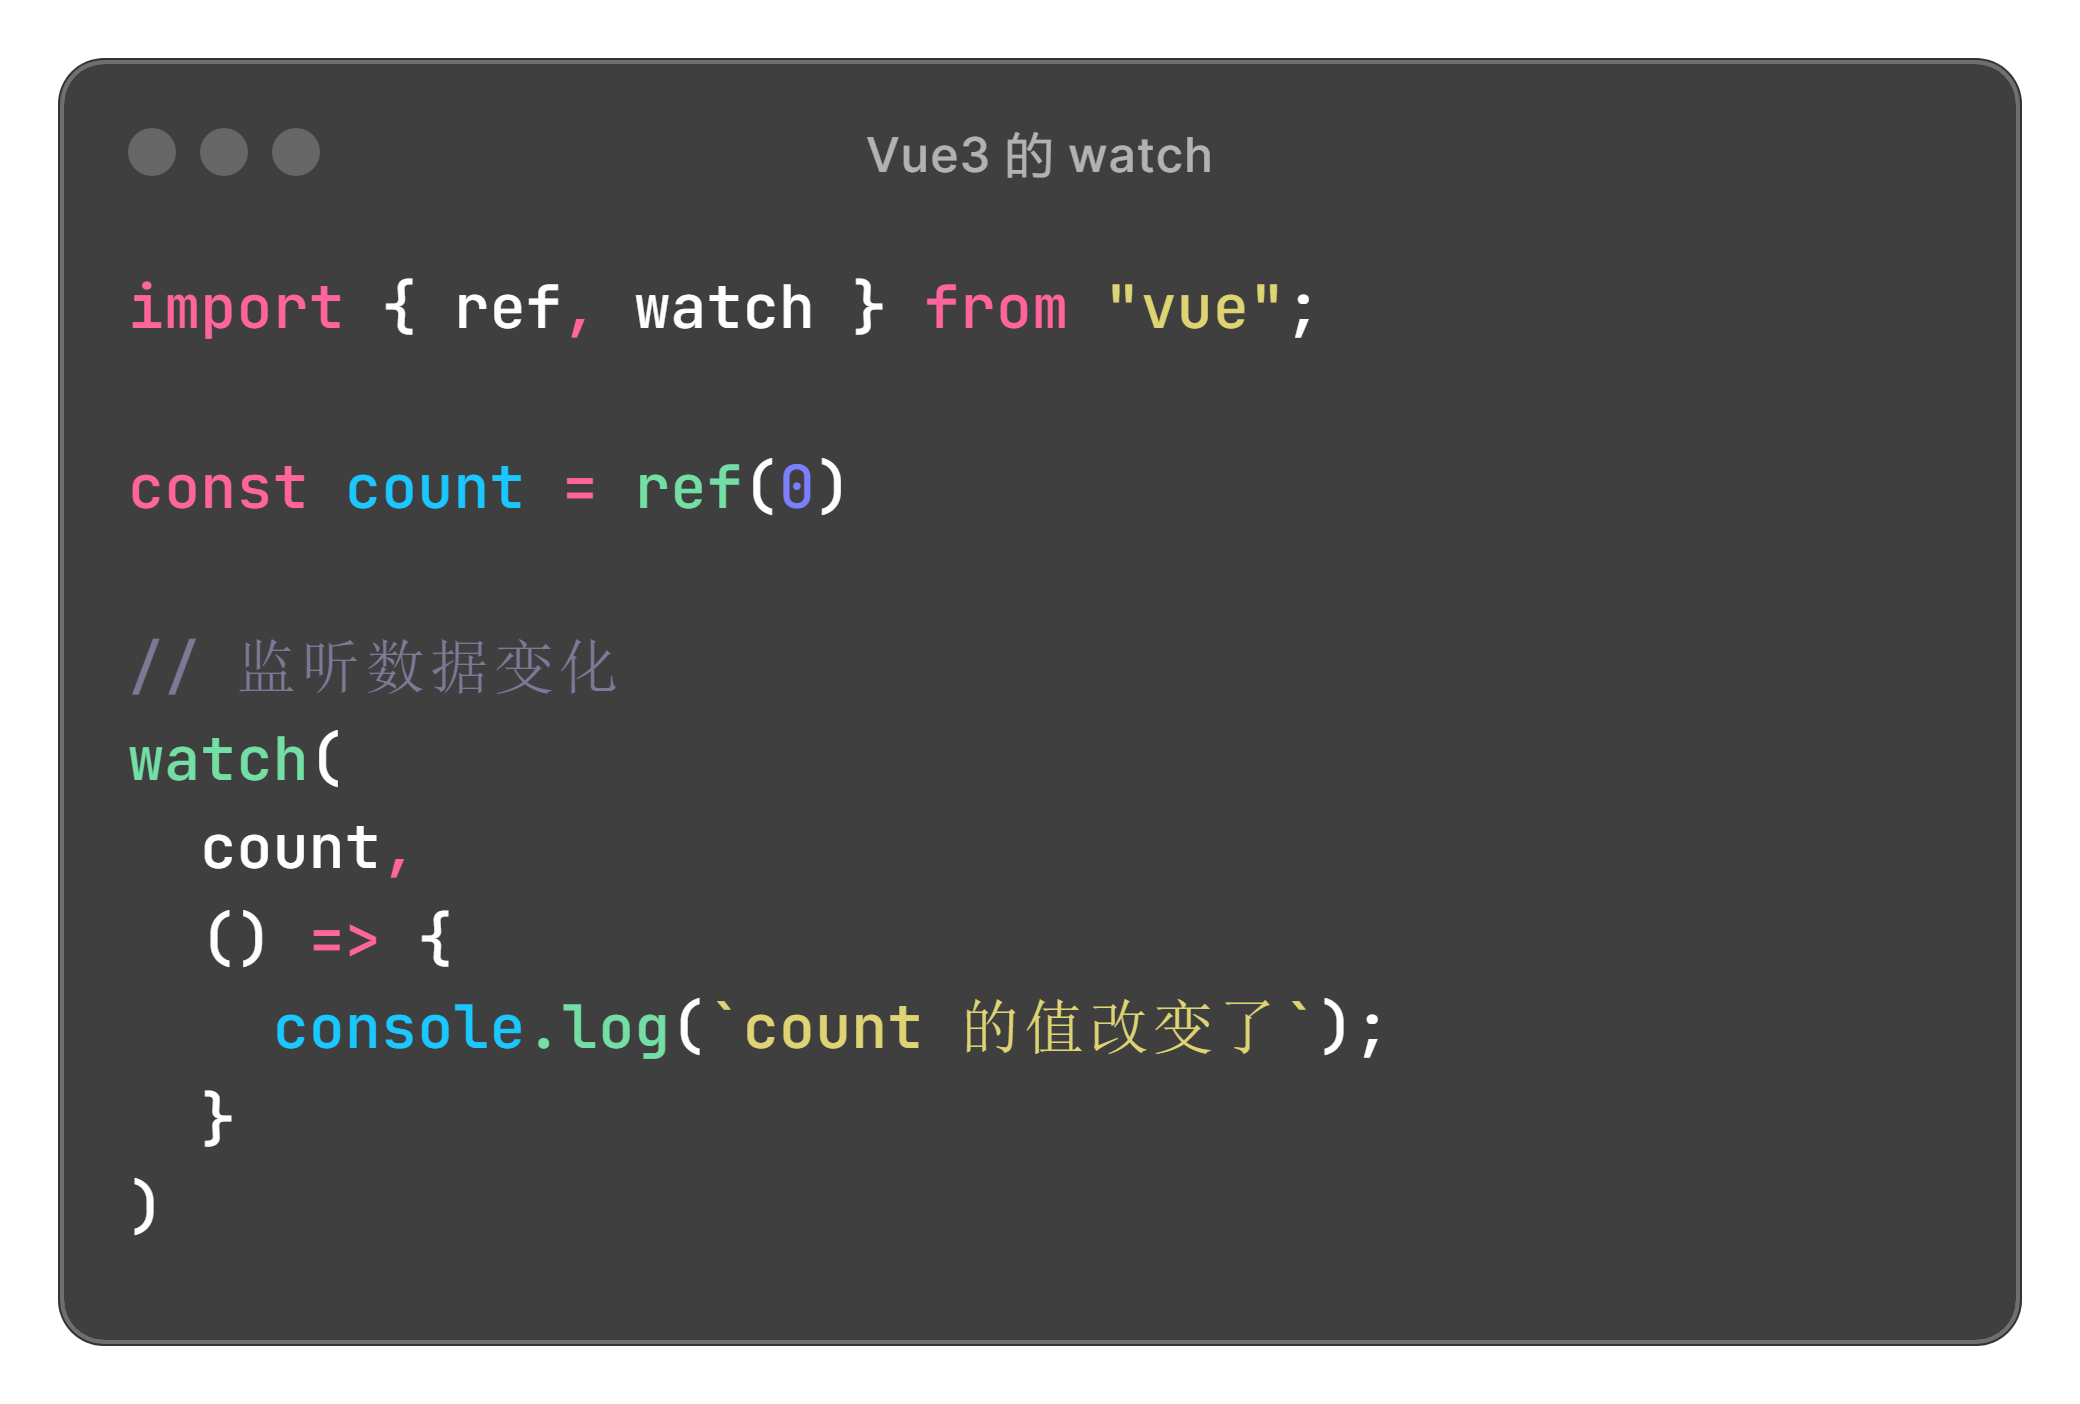 Vue3 的 watch
import { ref, watch } from "vue";
const count = ref(0)
// 监听数据变化
watch(
  count,
  () => {
    console.log(`count 的值改变了`);
  }
)